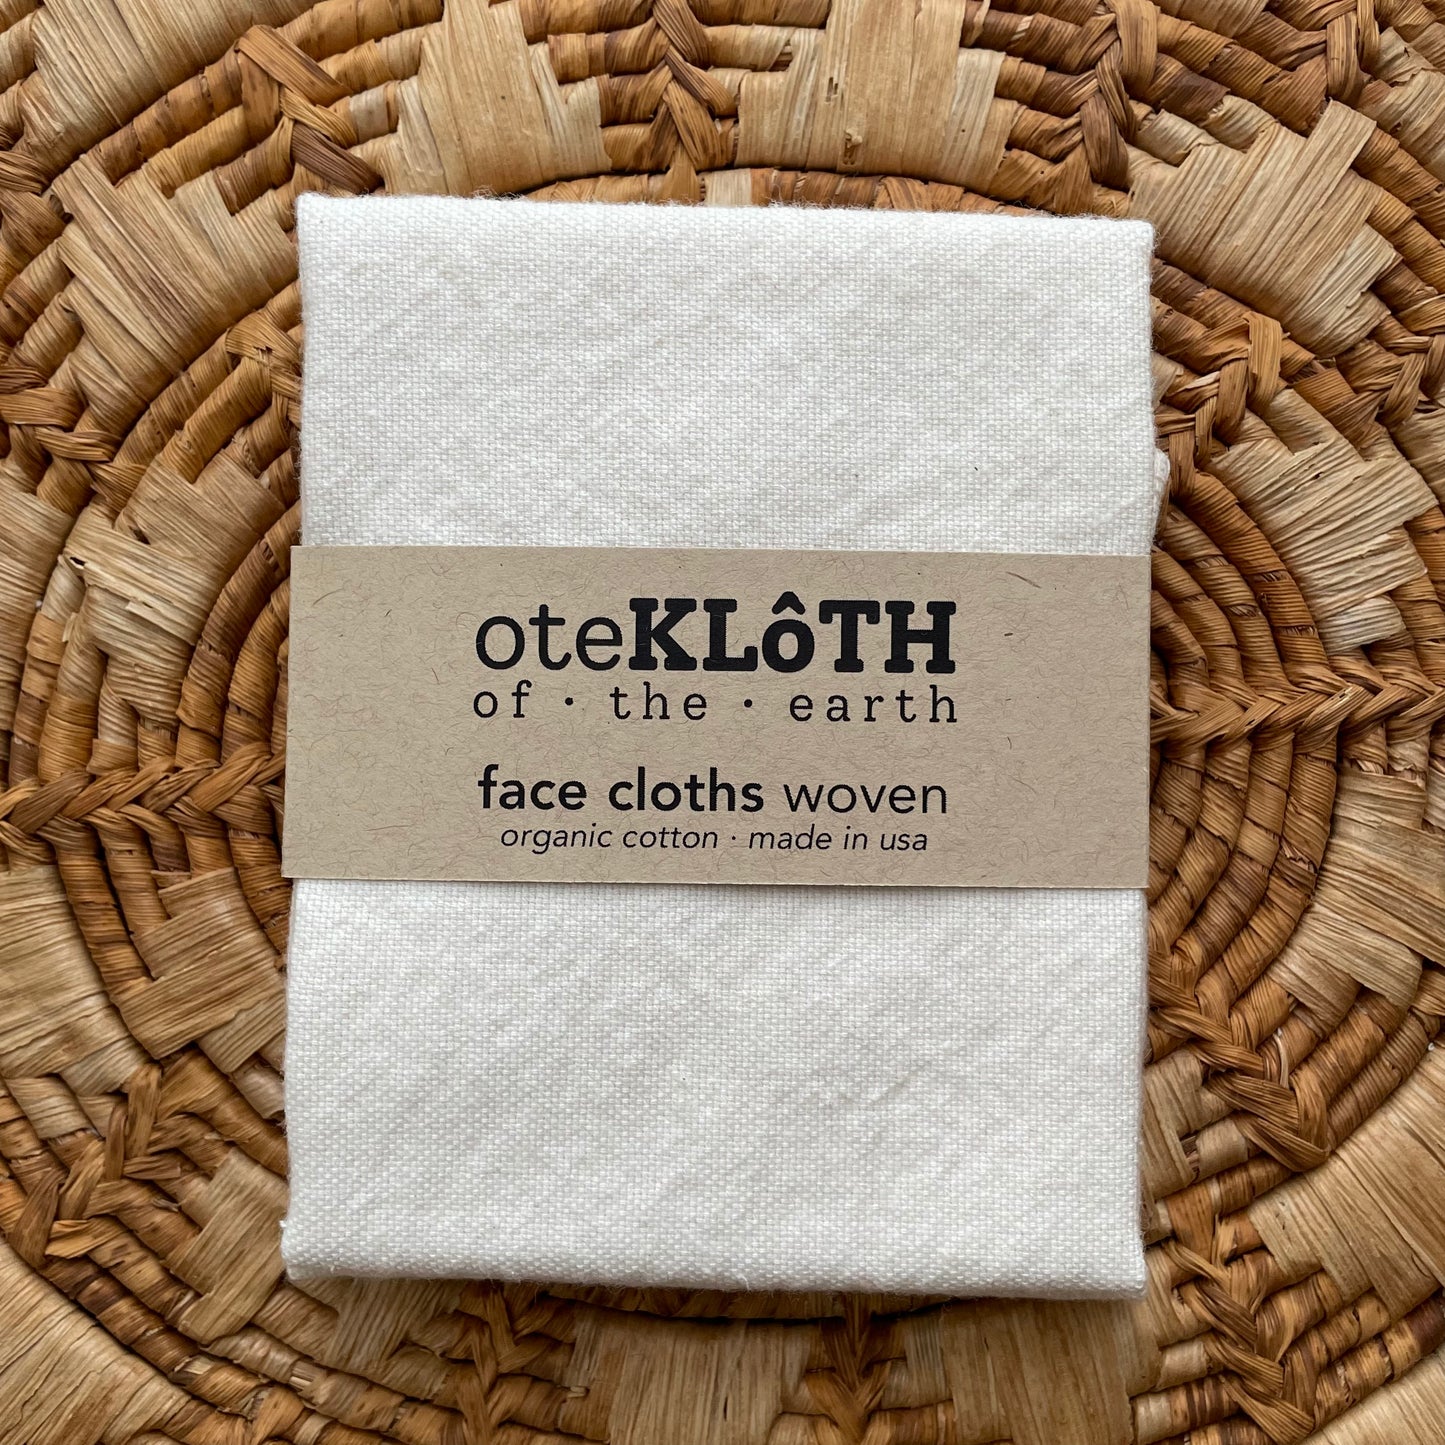 oteKLôTH
of · the · earth
face cloths woven
organic cotton · made in usa